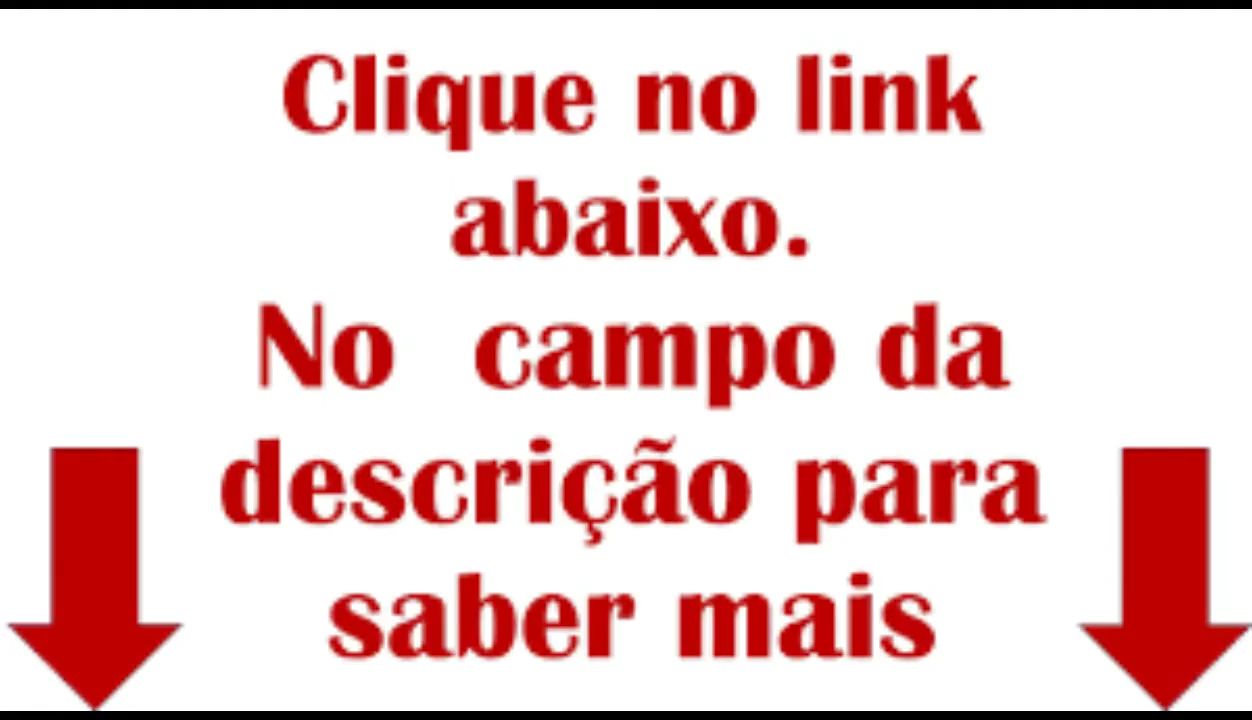 Clique no link
abaixo.
No campo da
descrição para
saber mais